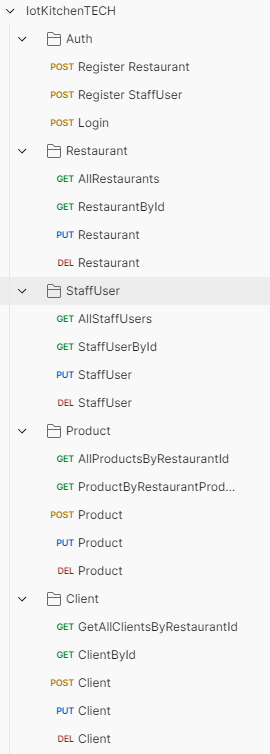 IotKitchenTECH
Auth
POST Register Restaurant
POST Register StaffUser
POST Login
Restaurant
GET AllRestaurants
GET RestaurantById
PUT Restaurant
DEL Restaurant
StaffUser
GET AllStaffUsers
GET StaffUserById
PUT StaffUser
DEL StaffUser
Product
GET AllProductsByRestaurantId
GET ProductByRestaurantProd...
POST Product
PUT Product
DEL Product
Client
GET GetAllClientsByRestaurantId
GET ClientById
POST Client
PUT Client
DEL Client